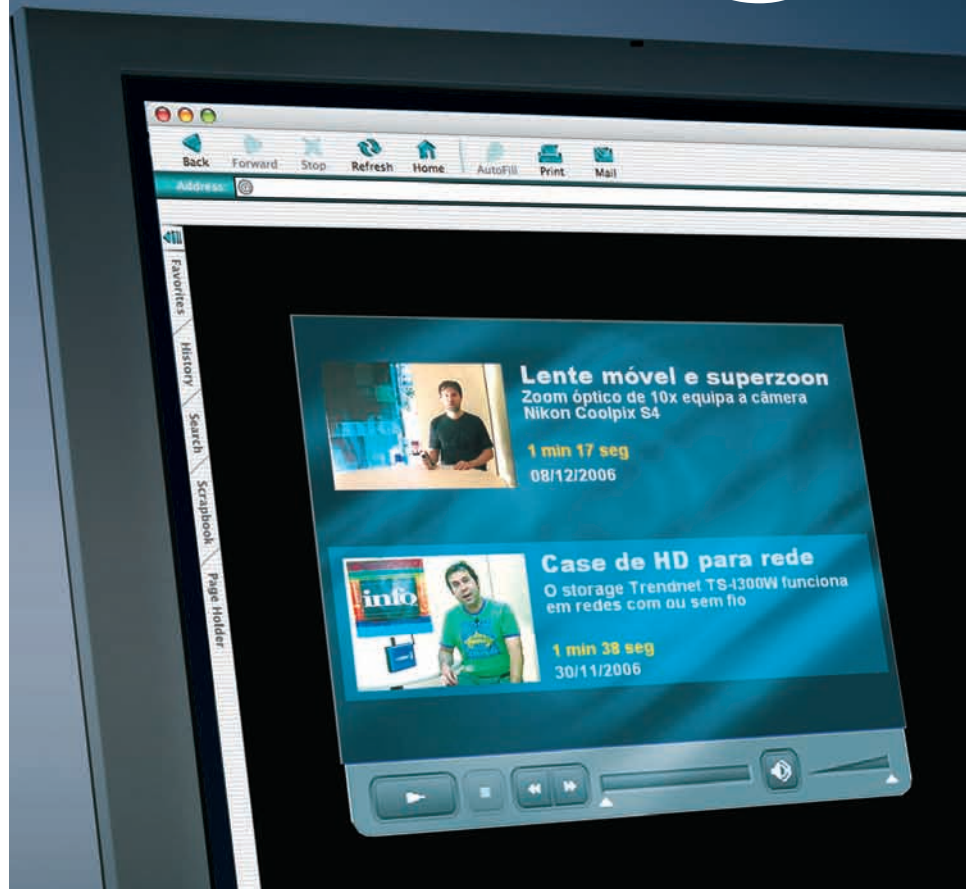 Back Forward Stop Refresh Home AutoFill Print Mail
Address @
Favorites
History
Search
Scrapbook
Page Holder
Lente móvel e superzoon
Zoom óptico de 10x equipa a câmera
Nikon Coolpix S4
1 min 17 seg
08/12/2006
info
Case de HD para rede
O storage Trendnet TS-I300W funciona
em redes com ou sem fio
1 min 38 seg
30/11/2006